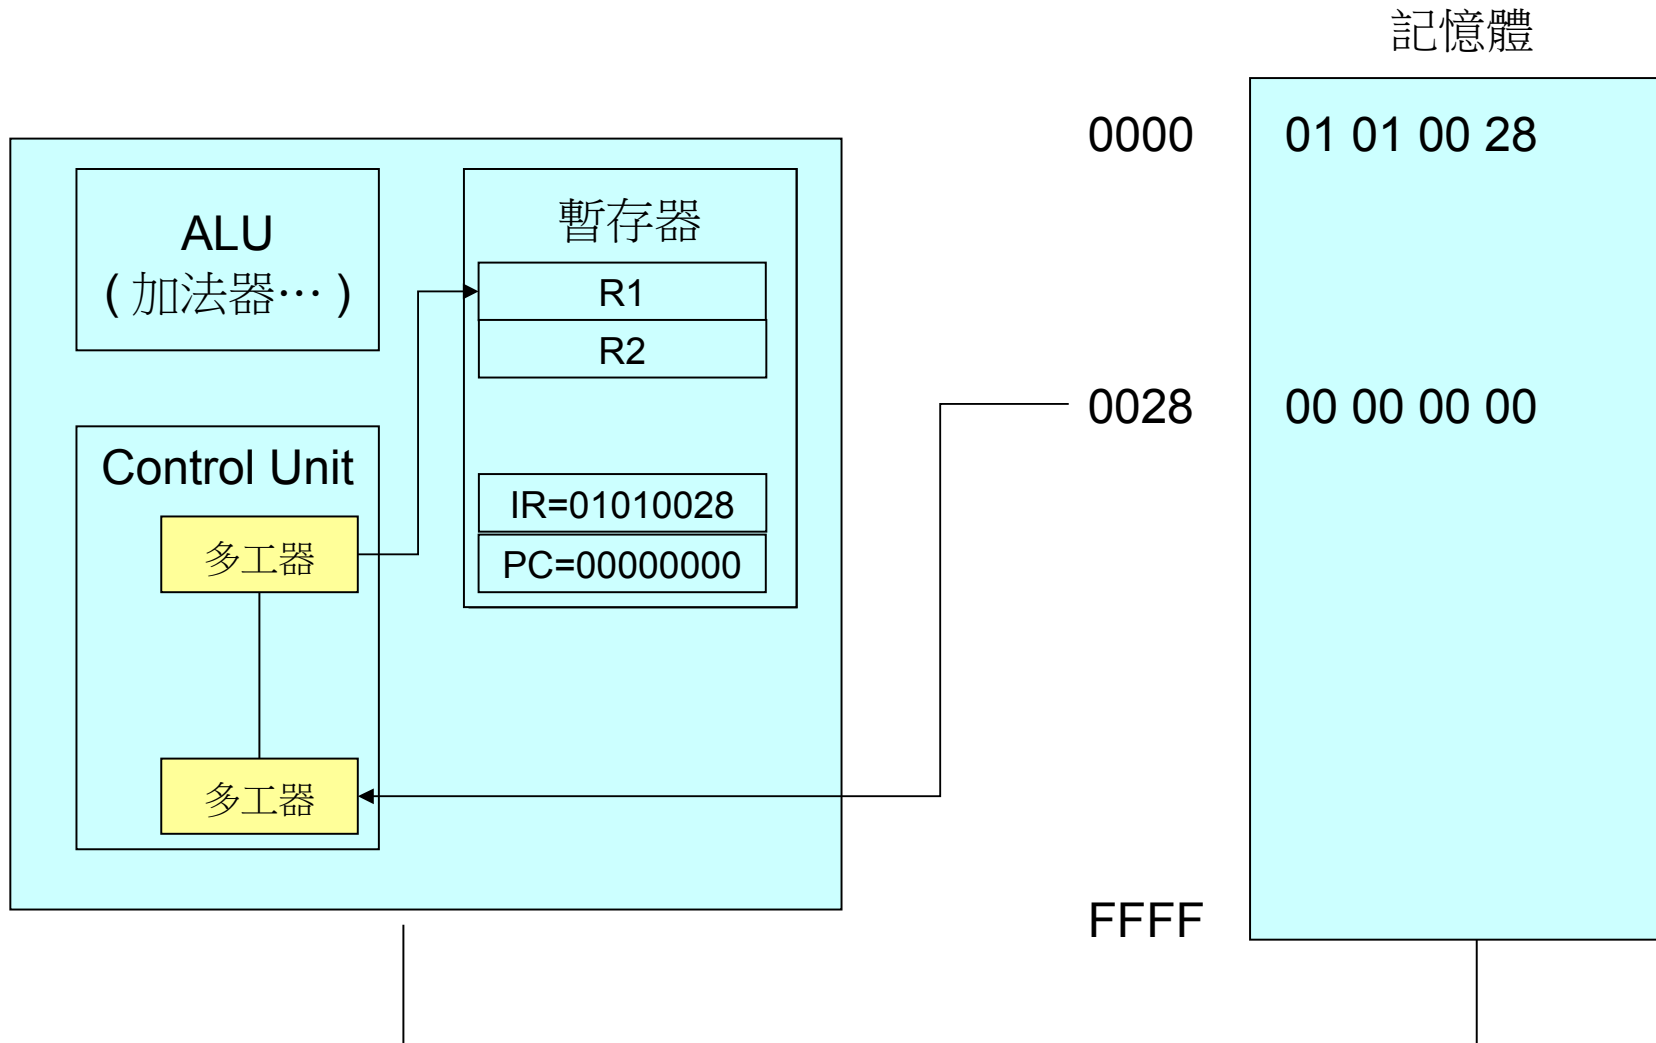 記憶體
0000 01 01 00 28
ALU
( 加法器… )
暫存器
R1
R2
0028 00 00 00 00
Control Unit
IR=01010028
多工器
PC=00000000
多工器
FFFF